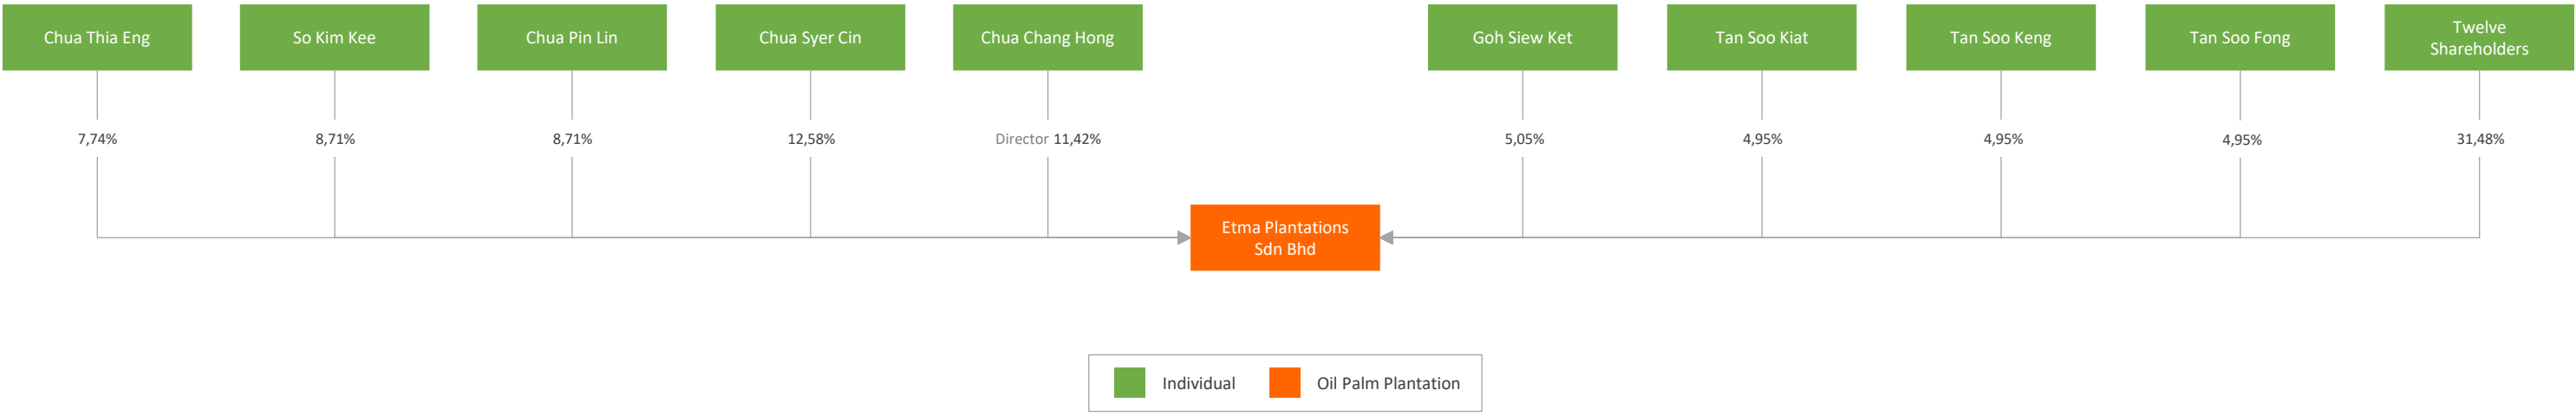 Chua Thia Eng
So Kim Kee
Chua Pin Lin
Chua Syer Cin
Chua Chang Hong
Goh Siew Ket
Tan Soo Kiat
Tan Soo Keng
Tan Soo Fong
Twelve
Shareholders
7,74%
8,71%
8,71%
12,58%
Director 11,42%
5,05%
4,95%
4,95%
4,95%
31,48%
Etma Plantations
Sdn Bhd
Individual
Oil Palm Plantation